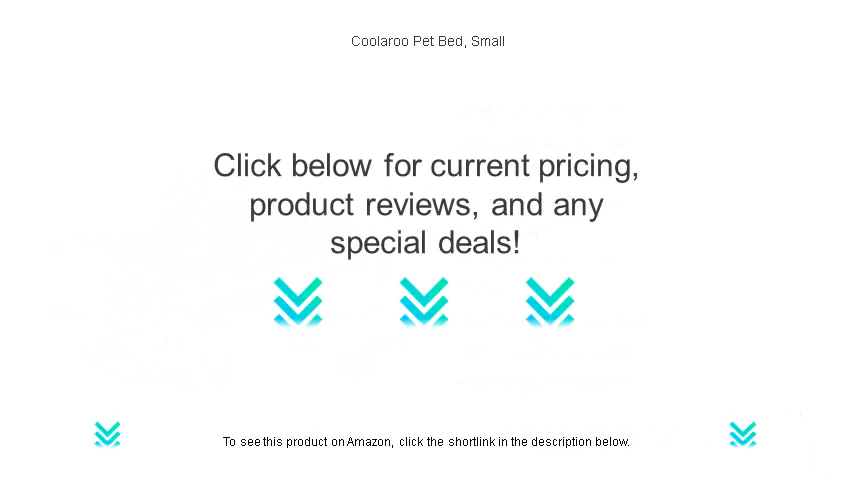 Coolaroo Pet Bed, Small
Click below for current pricing,
product reviews, and any
special deals!
To see this product on Amazon, click the shortlink in the description below.